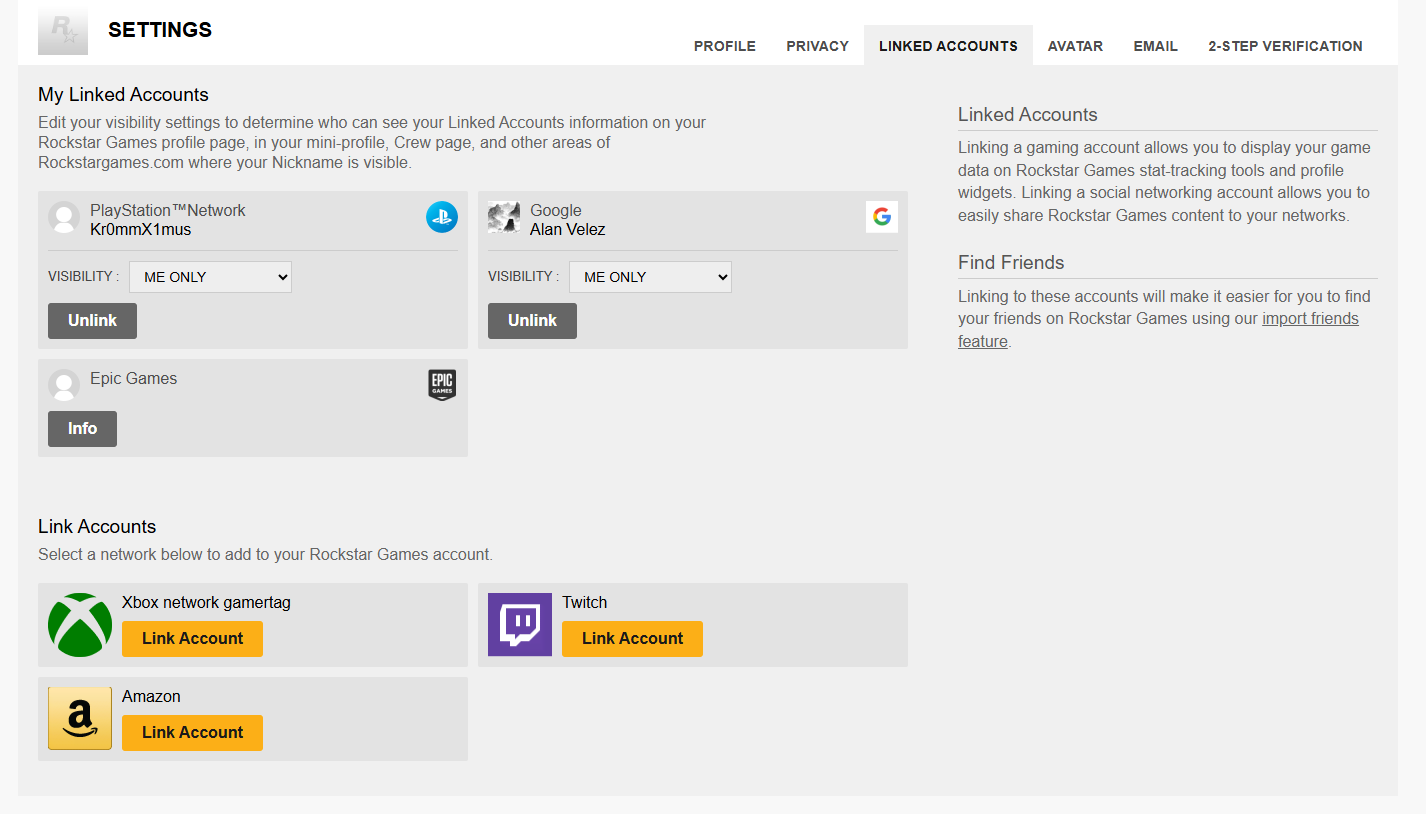 SETTINGS
PROFILE
PRIVACY
LINKED ACCOUNTS
AVATAR
EMAIL
2-STEP VERIFICATION
My Linked Accounts
Edit your visibility settings to determine who can see your Linked Accounts information on your
Rockstar Games profile page, in your mini-profile, Crew page, and other areas of
Rockstargames.com where your Nickname is visible.
PlayStation™Network
Kr0mmX1mus
VISIBILITY :
ME ONLY
Unlink
Google
Alan Velez
G
VISIBILITY :
ME ONLY
Unlink
Epic Games
EPIC
GAMES
Info
Link Accounts
Select a network below to add to your Rockstar Games account.
Xbox network gamertag
Link Account
Twitch
Link Account
a
Amazon
Link Account
Linked Accounts
Linking a gaming account allows you to display your game
data on Rockstar Games stat-tracking tools and profile
widgets. Linking a social networking account allows you to
easily share Rockstar Games content to your networks.
Find Friends
Linking to these accounts will make it easier for you to find
your friends on Rockstar Games using our import friends
feature.